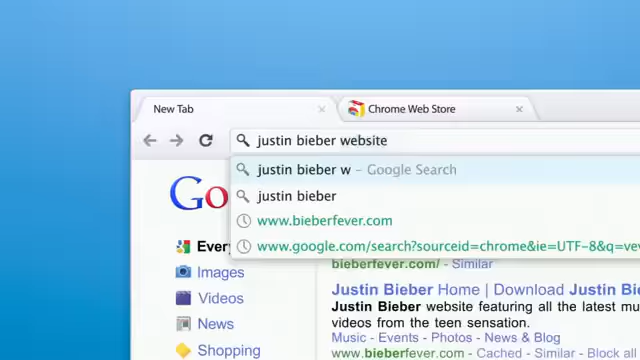 New Tab
Chrome Web Store
justin bieber website
justin bieber w – Google Search
justin bieber
www.bieberfever.com
www.google.com/search?sourceid=chrome&ie=UTF-8&q=vev
Go
Every
bieberfever.com/ - Similar
Images
Justin Bieber Home | Download Justin Bi
Videos
Justin Bieber website featuring all the latest mu
videos from the teen sensation.
News
Music - Events - Photos - News & Blog
Shopping
www.bieberfever.com - Cached - Similar - Block all